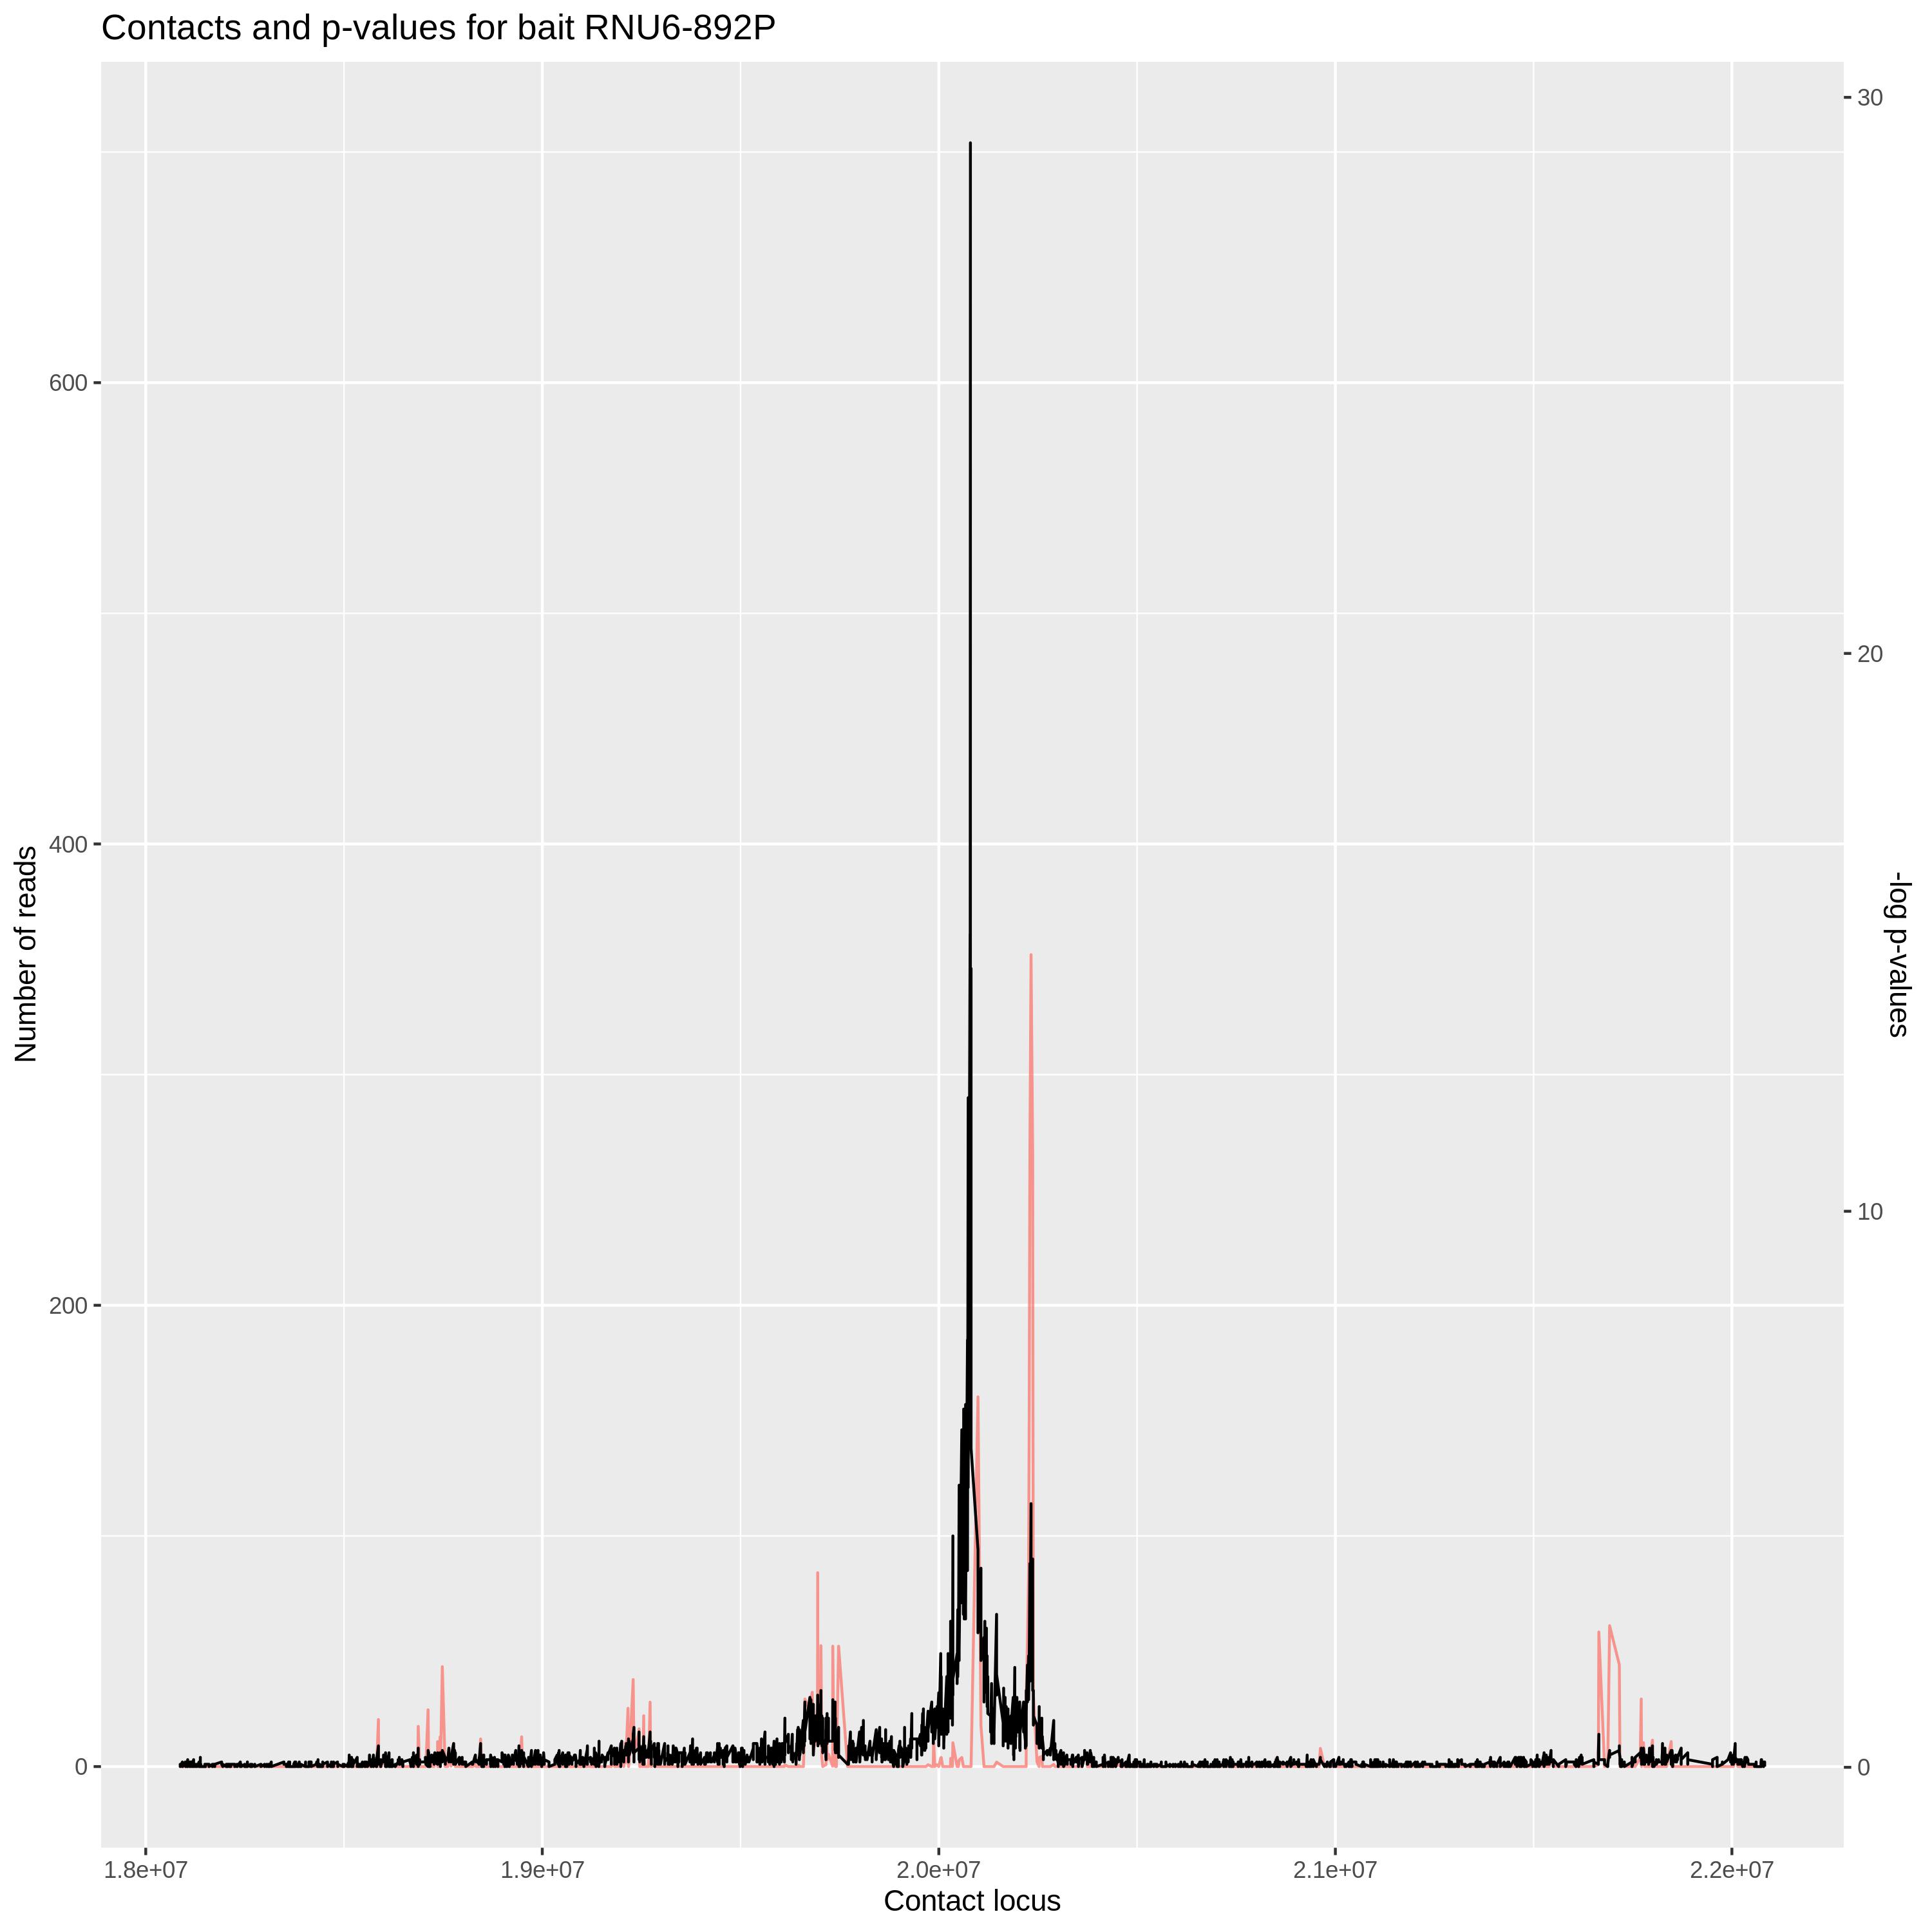 Contacts and p-values for bait RNU6-892P
30
600
20
400
Number of reads
-log p-values
10
200
0
0
1.8e+07
1.9e+07
2.0e+07
2.1e+07
2.2e+07
Contact locus